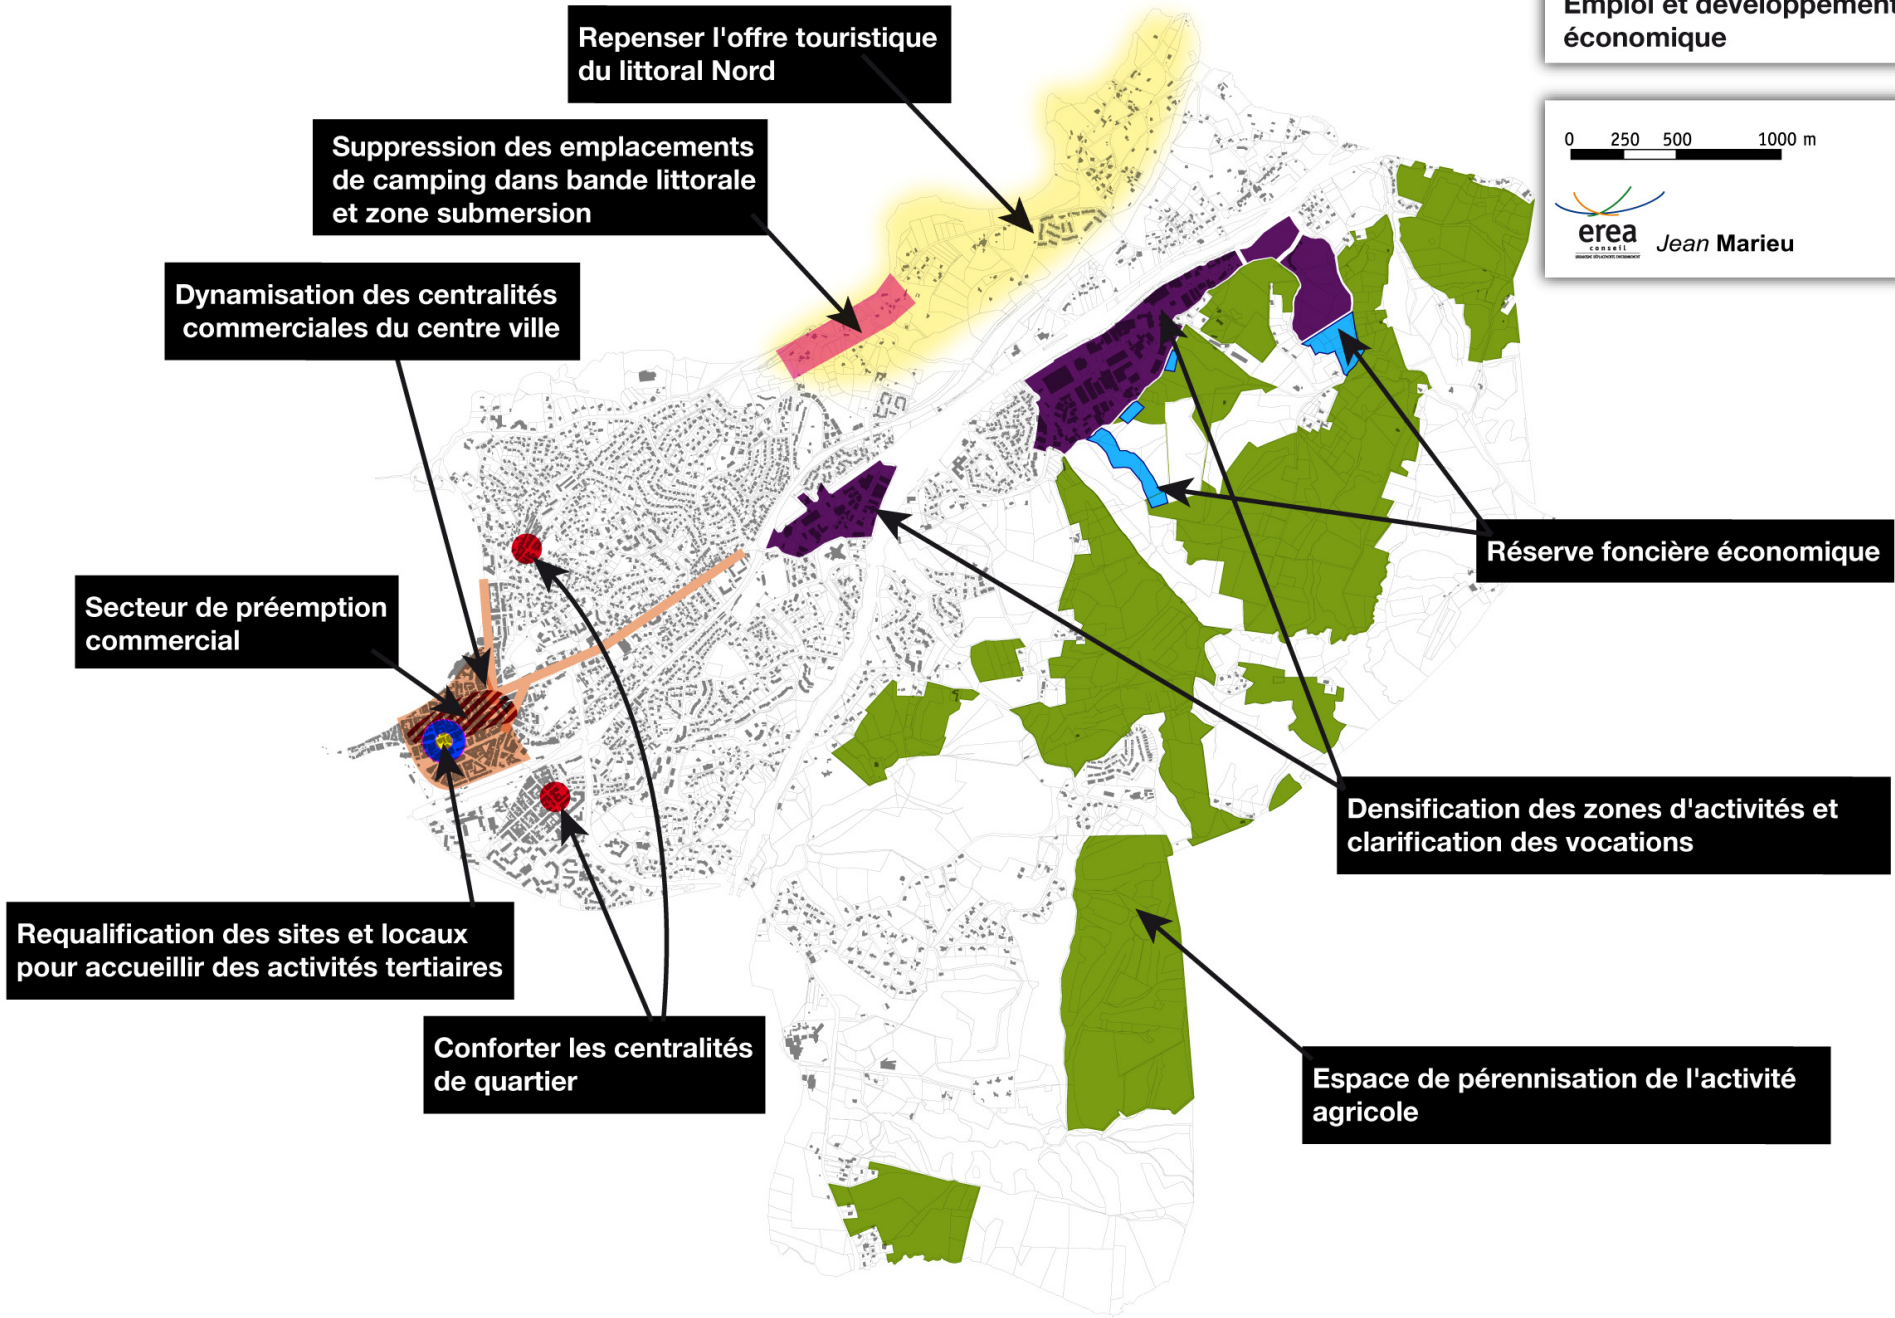 Emploi et développement
économique
Repenser l'offre touristique
du littoral Nord
Suppression des emplacements
de camping dans bande littorale
et zone submersion
0 250 500 1000 m
erea
conseil
Jean Marieu
Dynamisation des centralités
commerciales du centre ville
Réserve foncière économique
Secteur de préemption
commercial
Densification des zones d'activités et
clarification des vocations
Requalification des sites et locaux
pour accueillir des activités tertiaires
Conforter les centralités
de quartier
Espace de pérennisation de l'activité
agricole